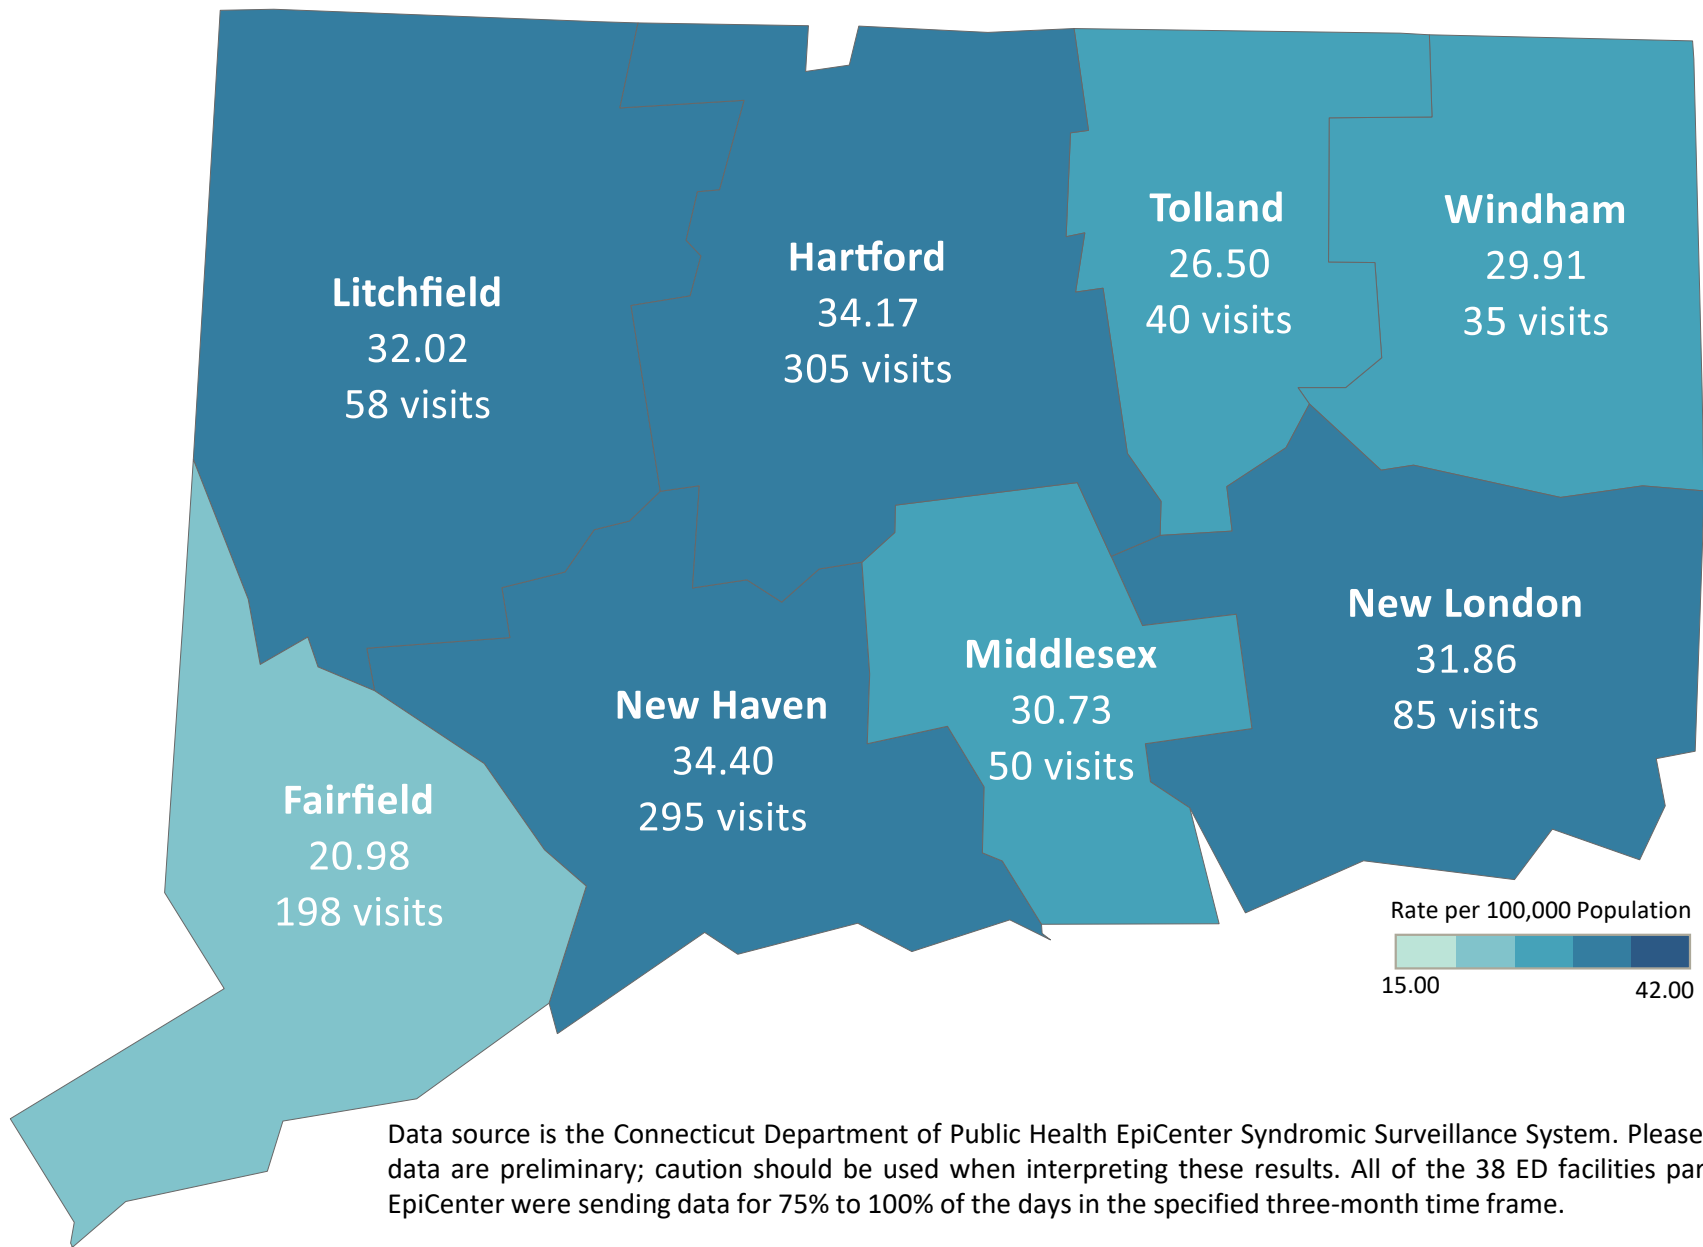 Litchfield
32.02
58 visits
Hartford
34.17
305 visits
Tolland
26.50
40 visits
Windham
29.91
35 visits
Fairfield
20.98
198 visits
New Haven
34.40
295 visits
Middlesex
30.73
50 visits
New London
31.86
85 visits
Rate per 100,000 Population
15.00
42.00
Data source is the Connecticut Department of Public Health EpiCenter Syndromic Surveillance System. Please
data are preliminary; caution should be used when interpreting these results. All of the 38 ED facilities par
EpiCenter were sending data for 75% to 100% of the days in the specified three-month time frame.